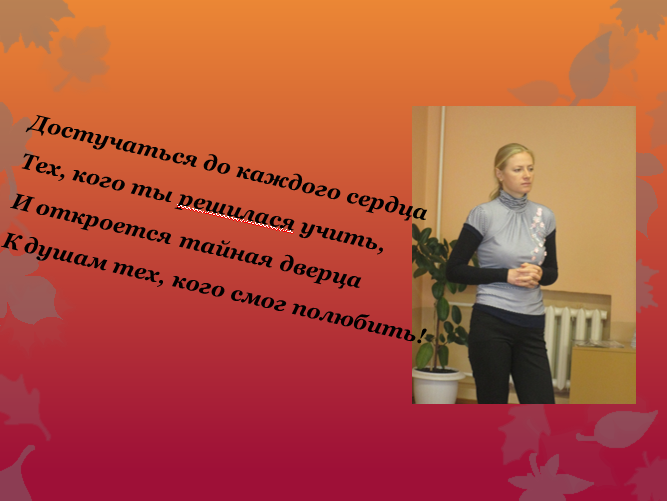 Достучаться до каждого сердца
Тех, кого ты решилася учить,
И откроется тайная дверца
К душам тех, кого смог полюбить!